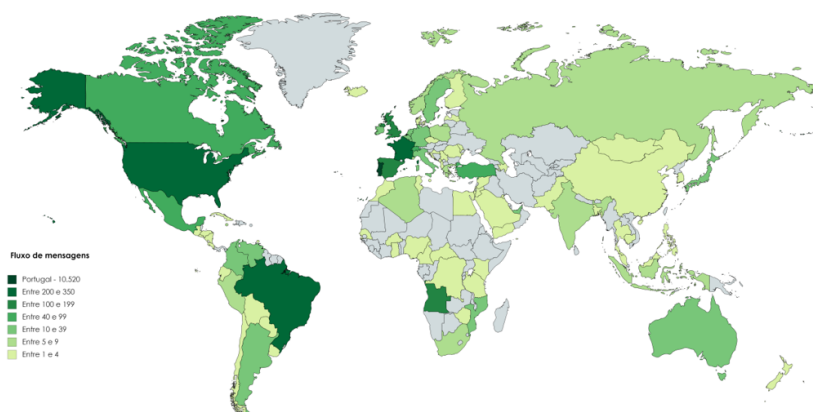 Fluxo de mensagens
Portugal - 10,520
Entre 200 e 350
Entre 100 e 199
Entre 40 e 99
Entre 10 e 39
Entre 5 e 9
Entre 1 e 4